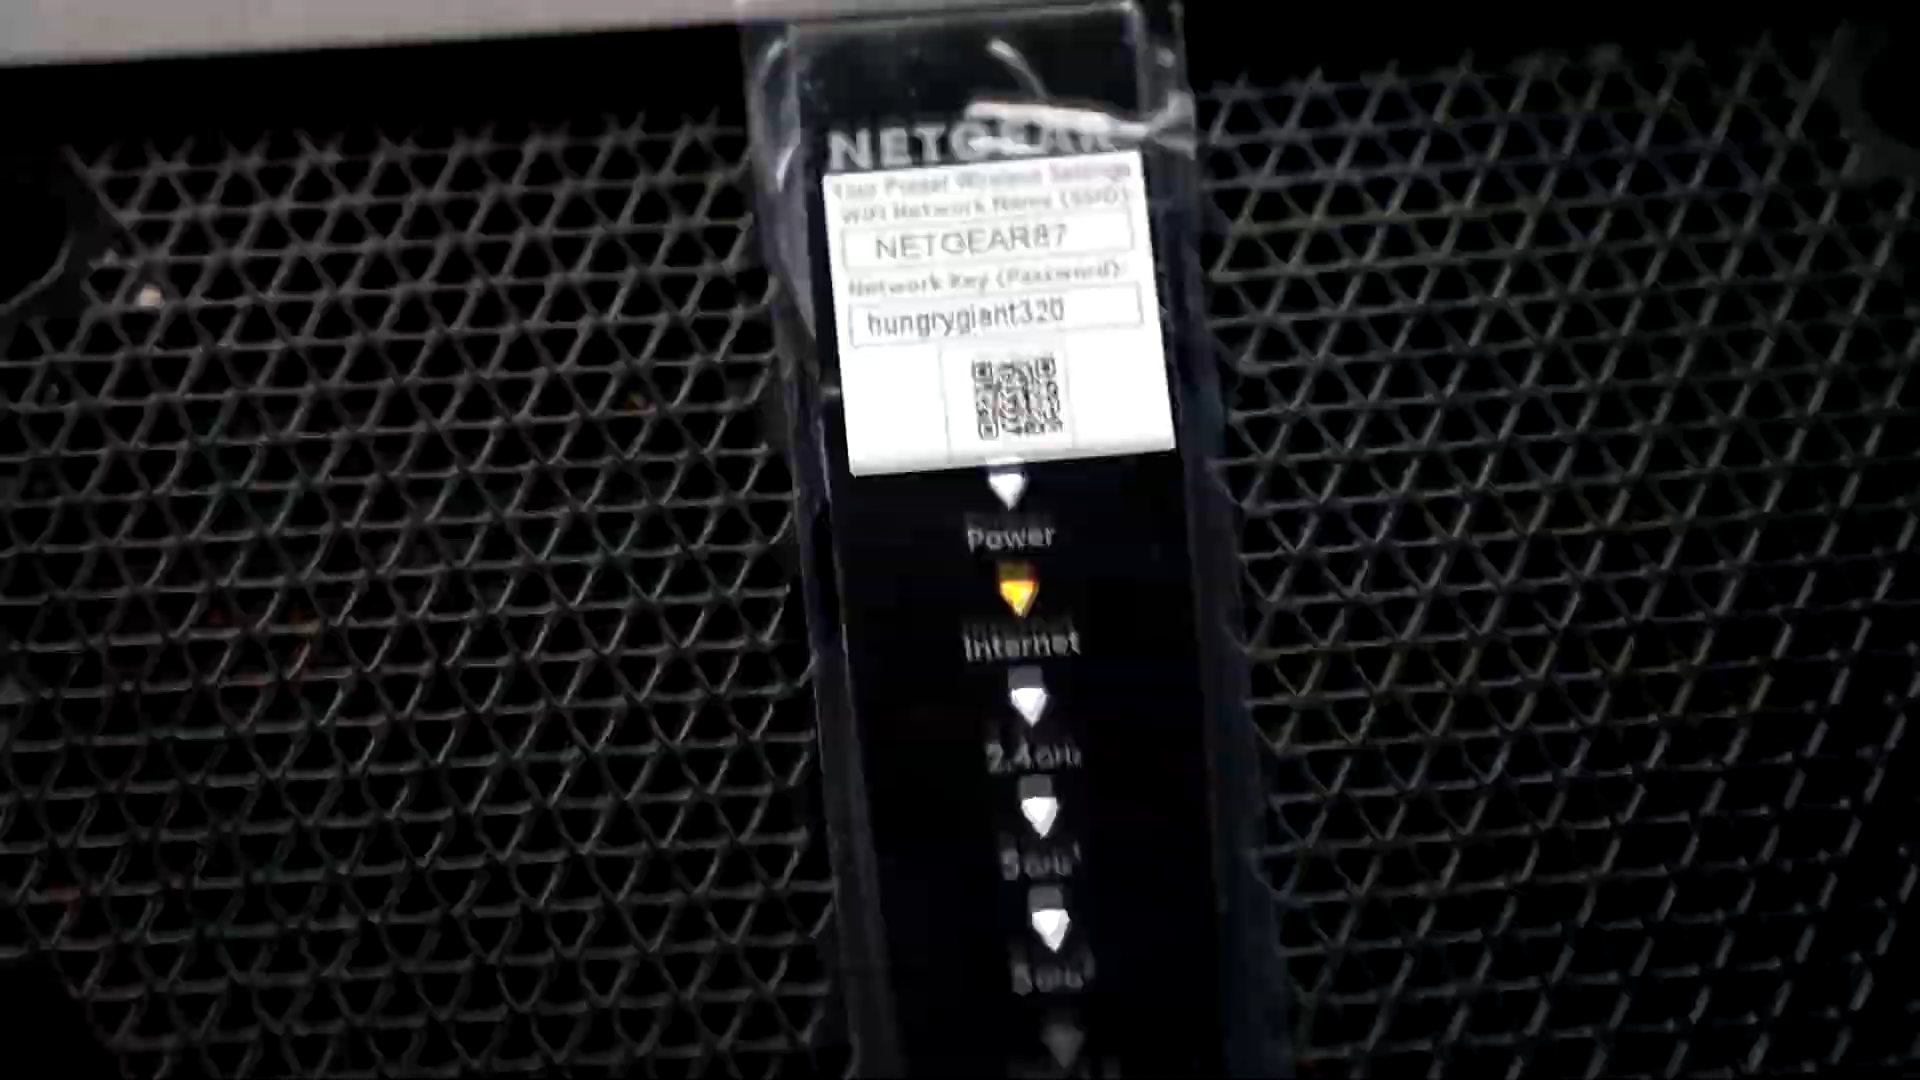 NETGEAR
Your Preset Wireless Settings
WiFi Network Name (SSID):
NETGEAR87
Network Key (Password):
hungrygiant320
Power
Internet
2.4GHz
5GHz
5GHz